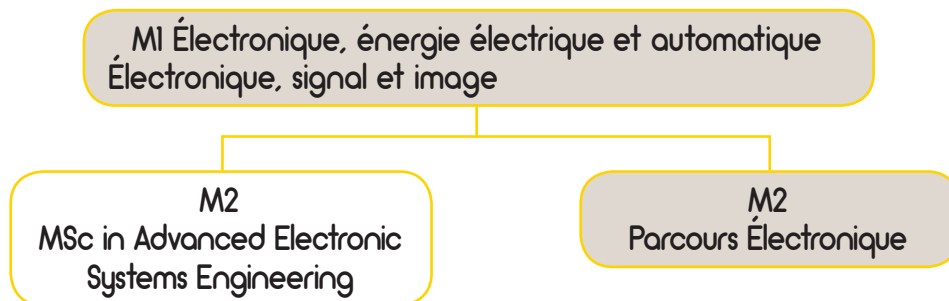 M1 Électronique, énergie électrique et automatique
Électronique, signal et image
M2
MSc in Advanced Electronic
Systems Engineering
M2
Parcours Électronique